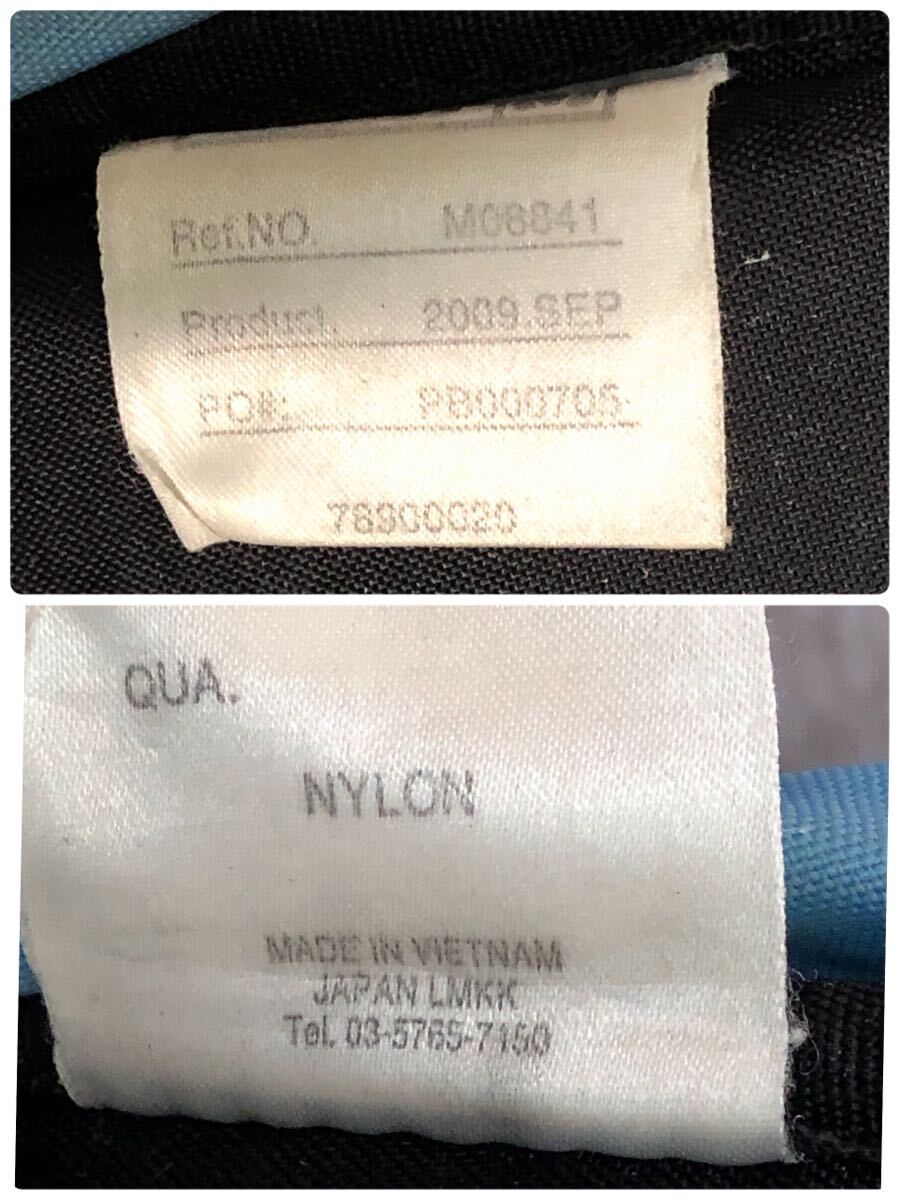 Ref.NO. M06841
Product. 2009.SEP
PO#: PB000706
78900020
QUA.
NYLON
MADE IN VIETNAM
JAPAN LMKK
Tel. 03-5765-7150